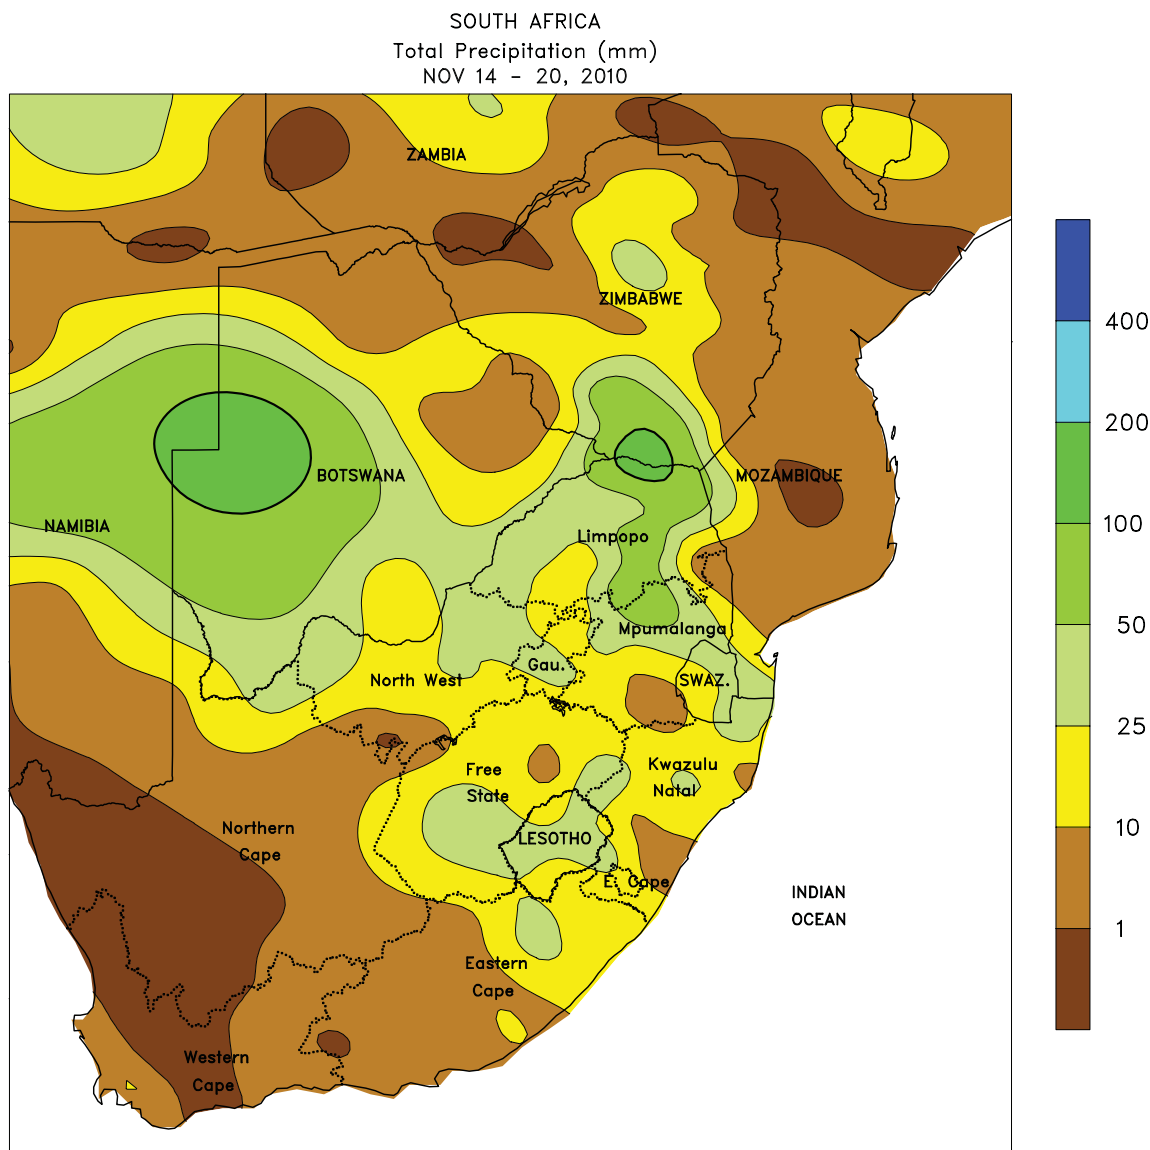 SOUTH AFRICA
Total Precipitation (mm)
NOV 14 - 20, 2010
ZAMBIA
ZIMBABWE
400
200
BOTSWANA
MOZAMBIQUE
NAMIBIA
100
Limpopo
Mpumalanga
50
Gau.
North West
SWAZ.
25
Free
State
Kwazulu
Natal
Northern
Cape
LESOTHO
10
E. Cape
INDIAN
OCEAN
1
Eastern
Cape
Western
Cape